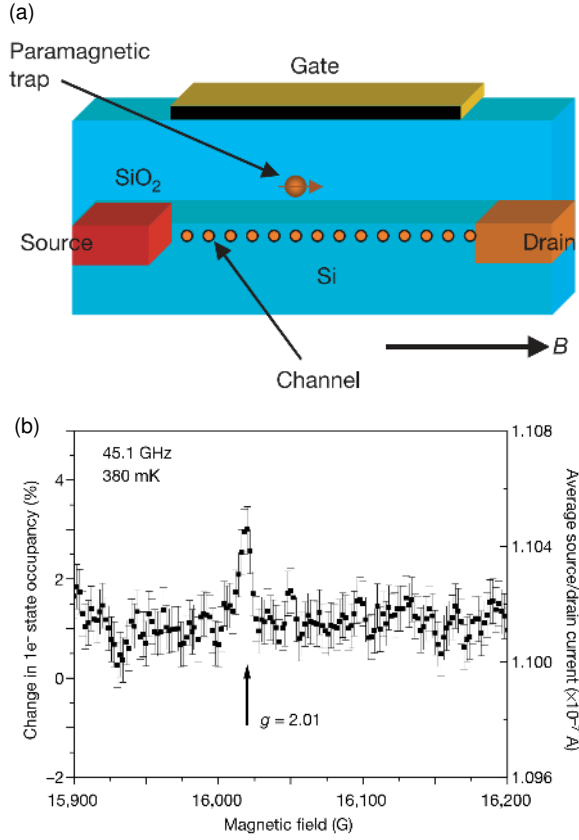 (a)
Paramagnetic
trap
Gate
SiO₂
Source
Drain
Si
B
Channel
(b)
45.1 GHz
380 mK
Change in 1e⁻ state occupancy (%)
4
2
0
−2
1.108
1.104
1.100
1.096
Average source/drain current
(×10⁻⁷ A)
g = 2.01
15,900
16,000
16,100
16,200
Magnetic field (G)